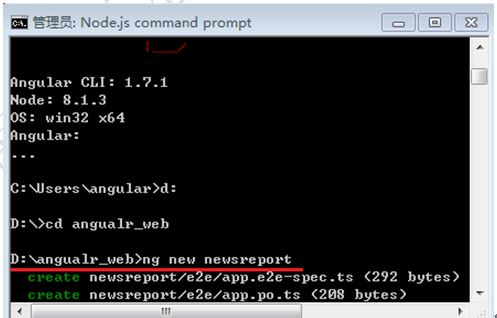 管理员: Node.js command prompt
Angular CLI: 1.7.1
Node: 8.1.3
OS: win32 x64
Angular:
...
C:\Users\angular>d:
D:\>cd angualr_web
D:\angualr_web>ng new newsreport
create newsreport/e2e/app.e2e-spec.ts (292 bytes)
create newsreport/e2e/app.po.ts (208 bytes)